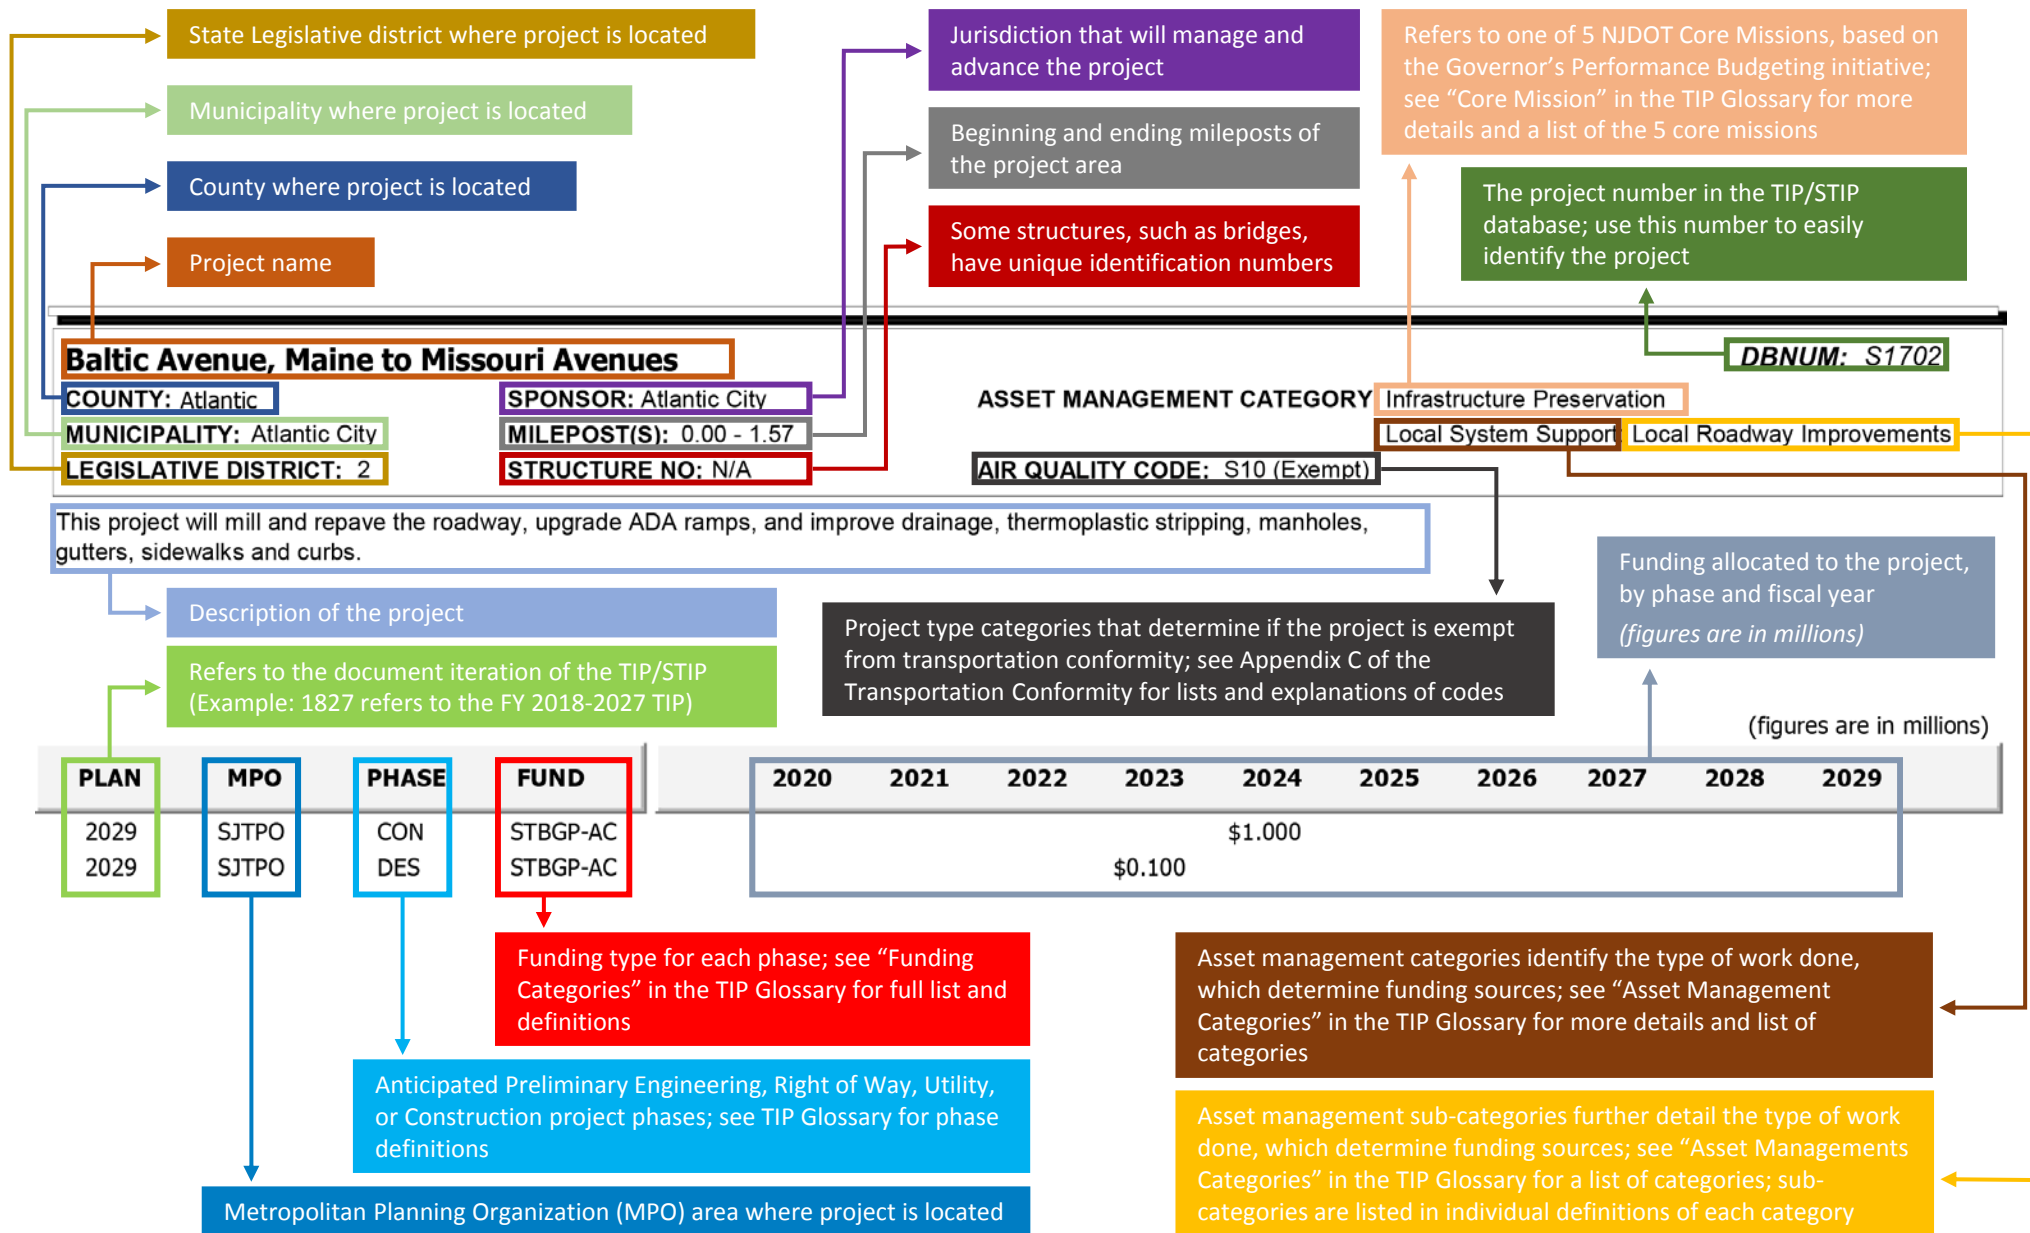 State Legislative district where project is located
Municipality where project is located
County where project is located
Project name
Jurisdiction that will manage and
advance the project
Beginning and ending mileposts of
the project area
Some structures, such as bridges,
have unique identification numbers
Refers to one of 5 NJDOT Core Missions, based on
the Governor’s Performance Budgeting initiative;
see “Core Mission” in the TIP Glossary for more
details and a list of the 5 core missions
The project number in the TIP/STIP
database; use this number to easily
identify the project
Baltic Avenue, Maine to Missouri Avenues
DBNUM: S1702
COUNTY: Atlantic
SPONSOR: Atlantic City
ASSET MANAGEMENT CATEGORY Infrastructure Preservation
MUNICIPALITY: Atlantic City
MILEPOST(S): 0.00 - 1.57
Local System Support Local Roadway Improvements
LEGISLATIVE DISTRICT: 2
STRUCTURE NO: N/A
AIR QUALITY CODE: S10 (Exempt)
This project will mill and repave the roadway, upgrade ADA ramps, and improve drainage, thermoplastic stripping, manholes,
gutters, sidewalks and curbs.
Description of the project
Refers to the document iteration of the TIP/STIP
(Example: 1827 refers to the FY 2018-2027 TIP)
Project type categories that determine if the project is exempt
from transportation conformity; see Appendix C of the
Transportation Conformity for lists and explanations of codes
Funding allocated to the project,
by phase and fiscal year
(figures are in millions)
(figures are in millions)
PLAN MPO PHASE FUND 2020 2021 2022 2023 2024 2025 2026 2027 2028 2029
2029 SJTPO CON STBGP-AC $1.000
2029 SJTPO DES STBGP-AC $0.100
Funding type for each phase; see “Funding
Categories” in the TIP Glossary for full list and
definitions
Anticipated Preliminary Engineering, Right of Way, Utility,
or Construction project phases; see TIP Glossary for phase
definitions
Metropolitan Planning Organization (MPO) area where project is located
Asset management categories identify the type of work done,
which determine funding sources; see “Asset Management
Categories” in the TIP Glossary for more details and list of
categories
Asset management sub-categories further detail the type of work
done, which determine funding sources; see “Asset Managements
Categories” in the TIP Glossary for a list of categories; sub-
categories are listed in individual definitions of each category